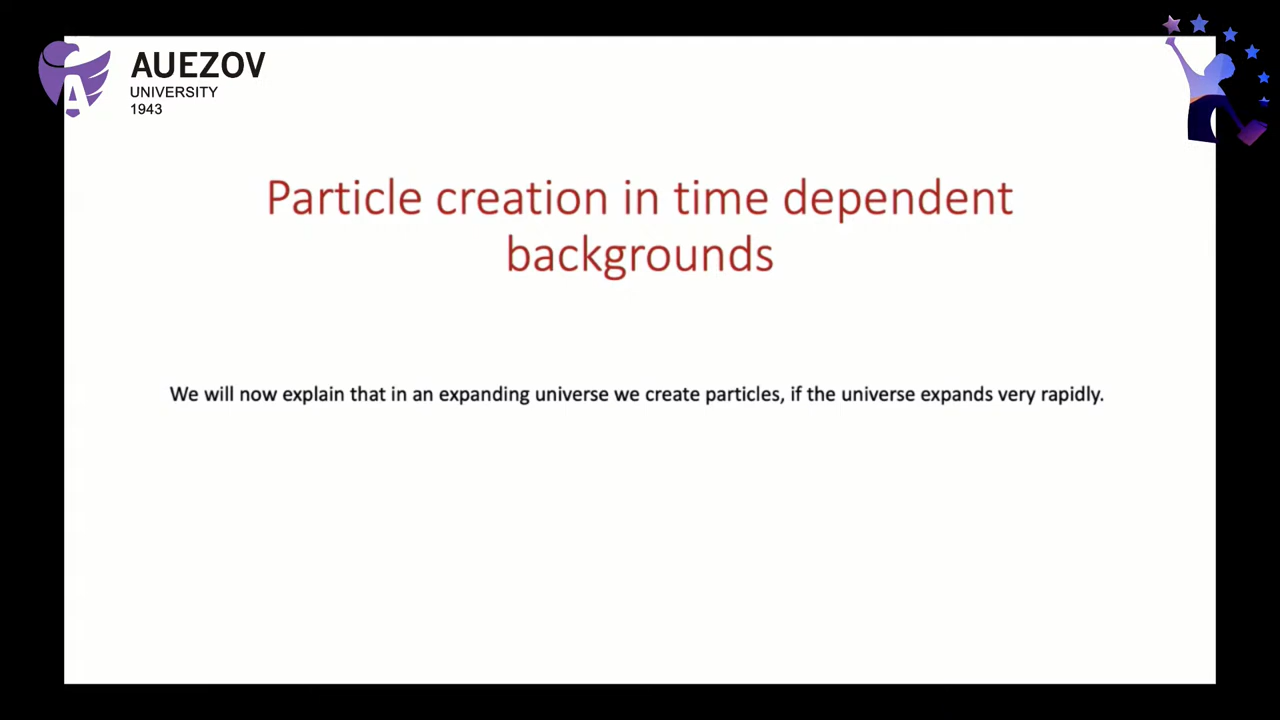 AUEZOV
UNIVERSITY
1943
Particle creation in time dependent
backgrounds
We will now explain that in an expanding universe we create particles, if the universe expands very rapidly.